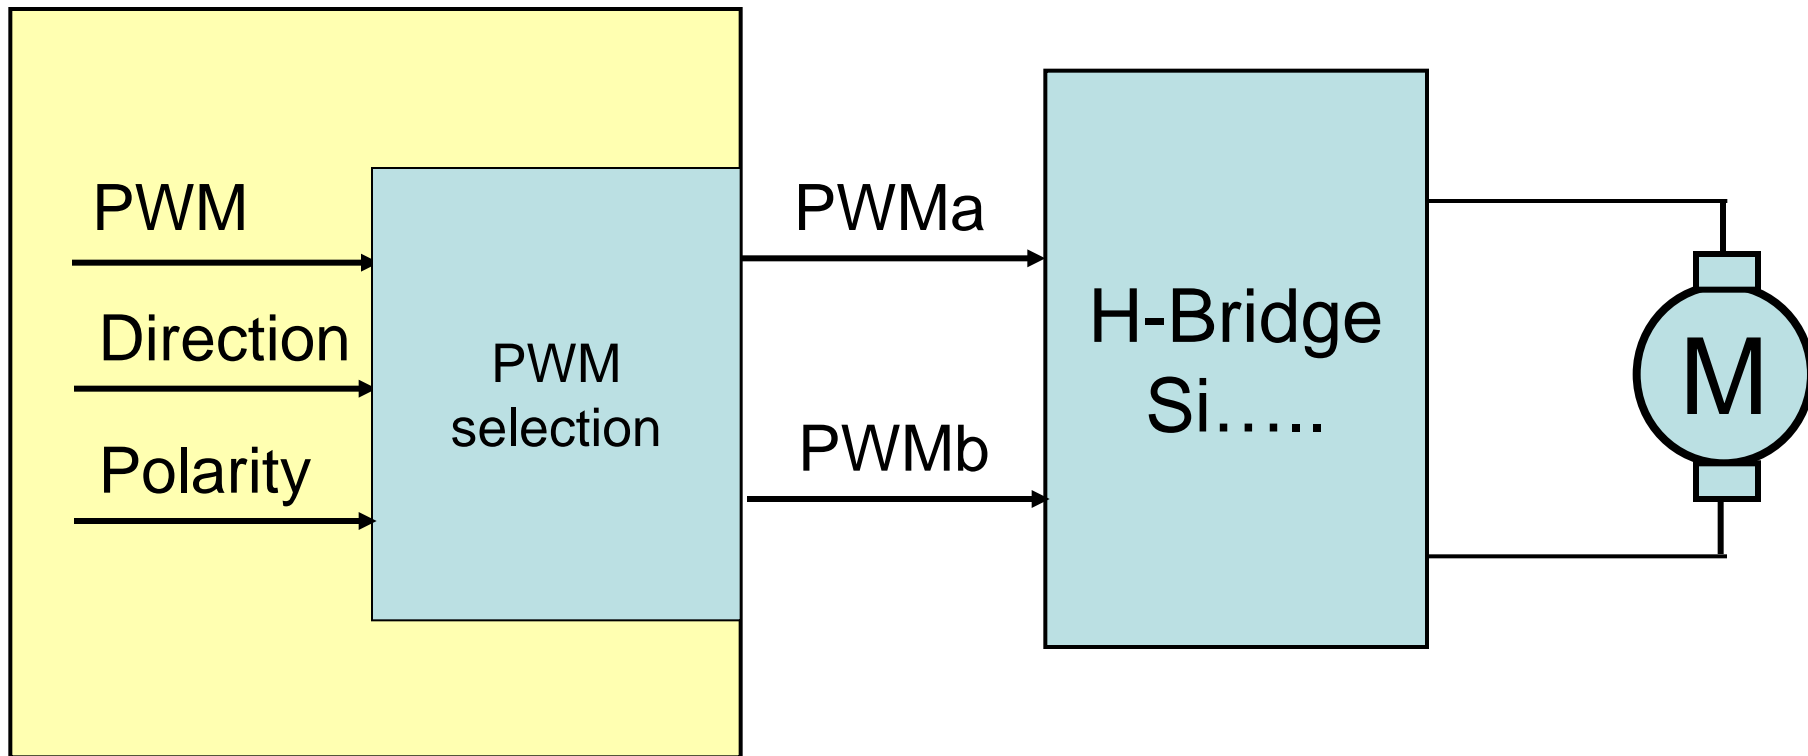 PWM
Direction
Polarity
PWM
selection
PWMa
PWMb
H-Bridge
Si.....
M